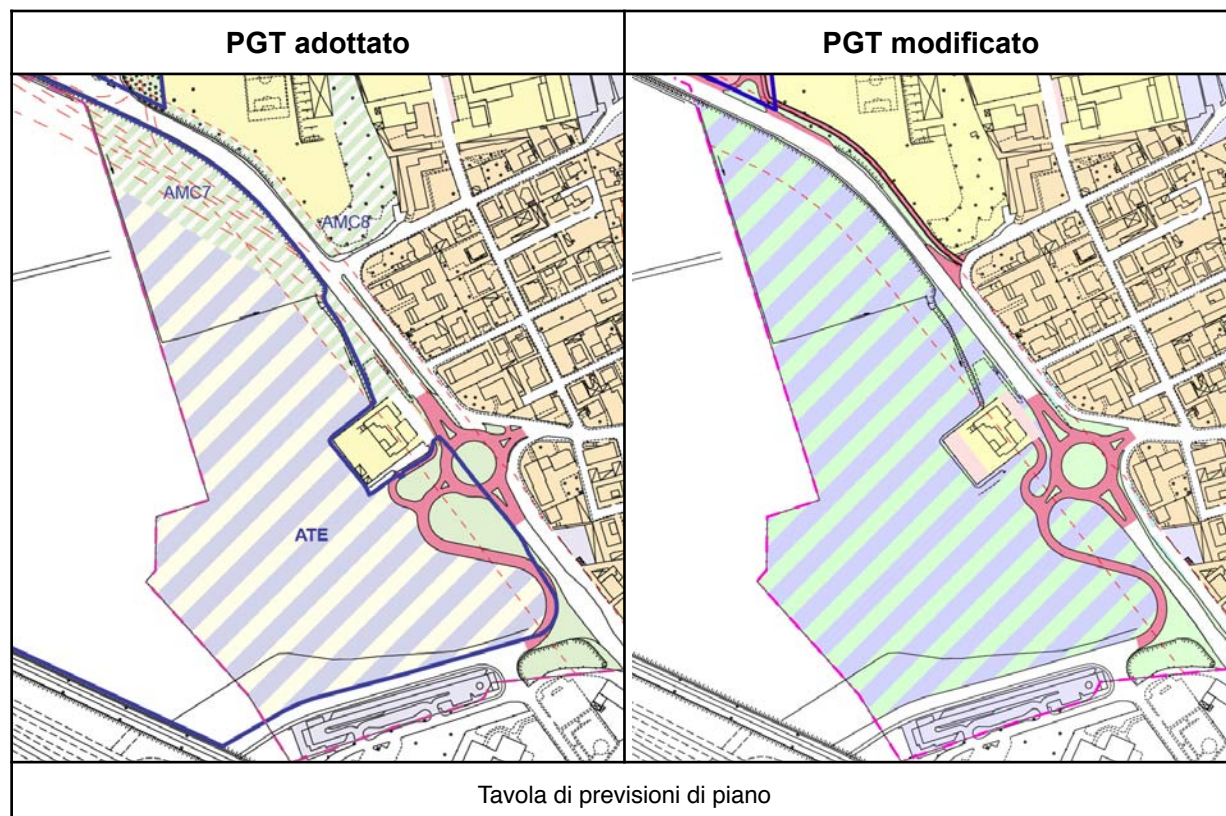 PGT adottato
PGT modificato
AMC7
AMC8
ATE
Tavola di previsioni di piano